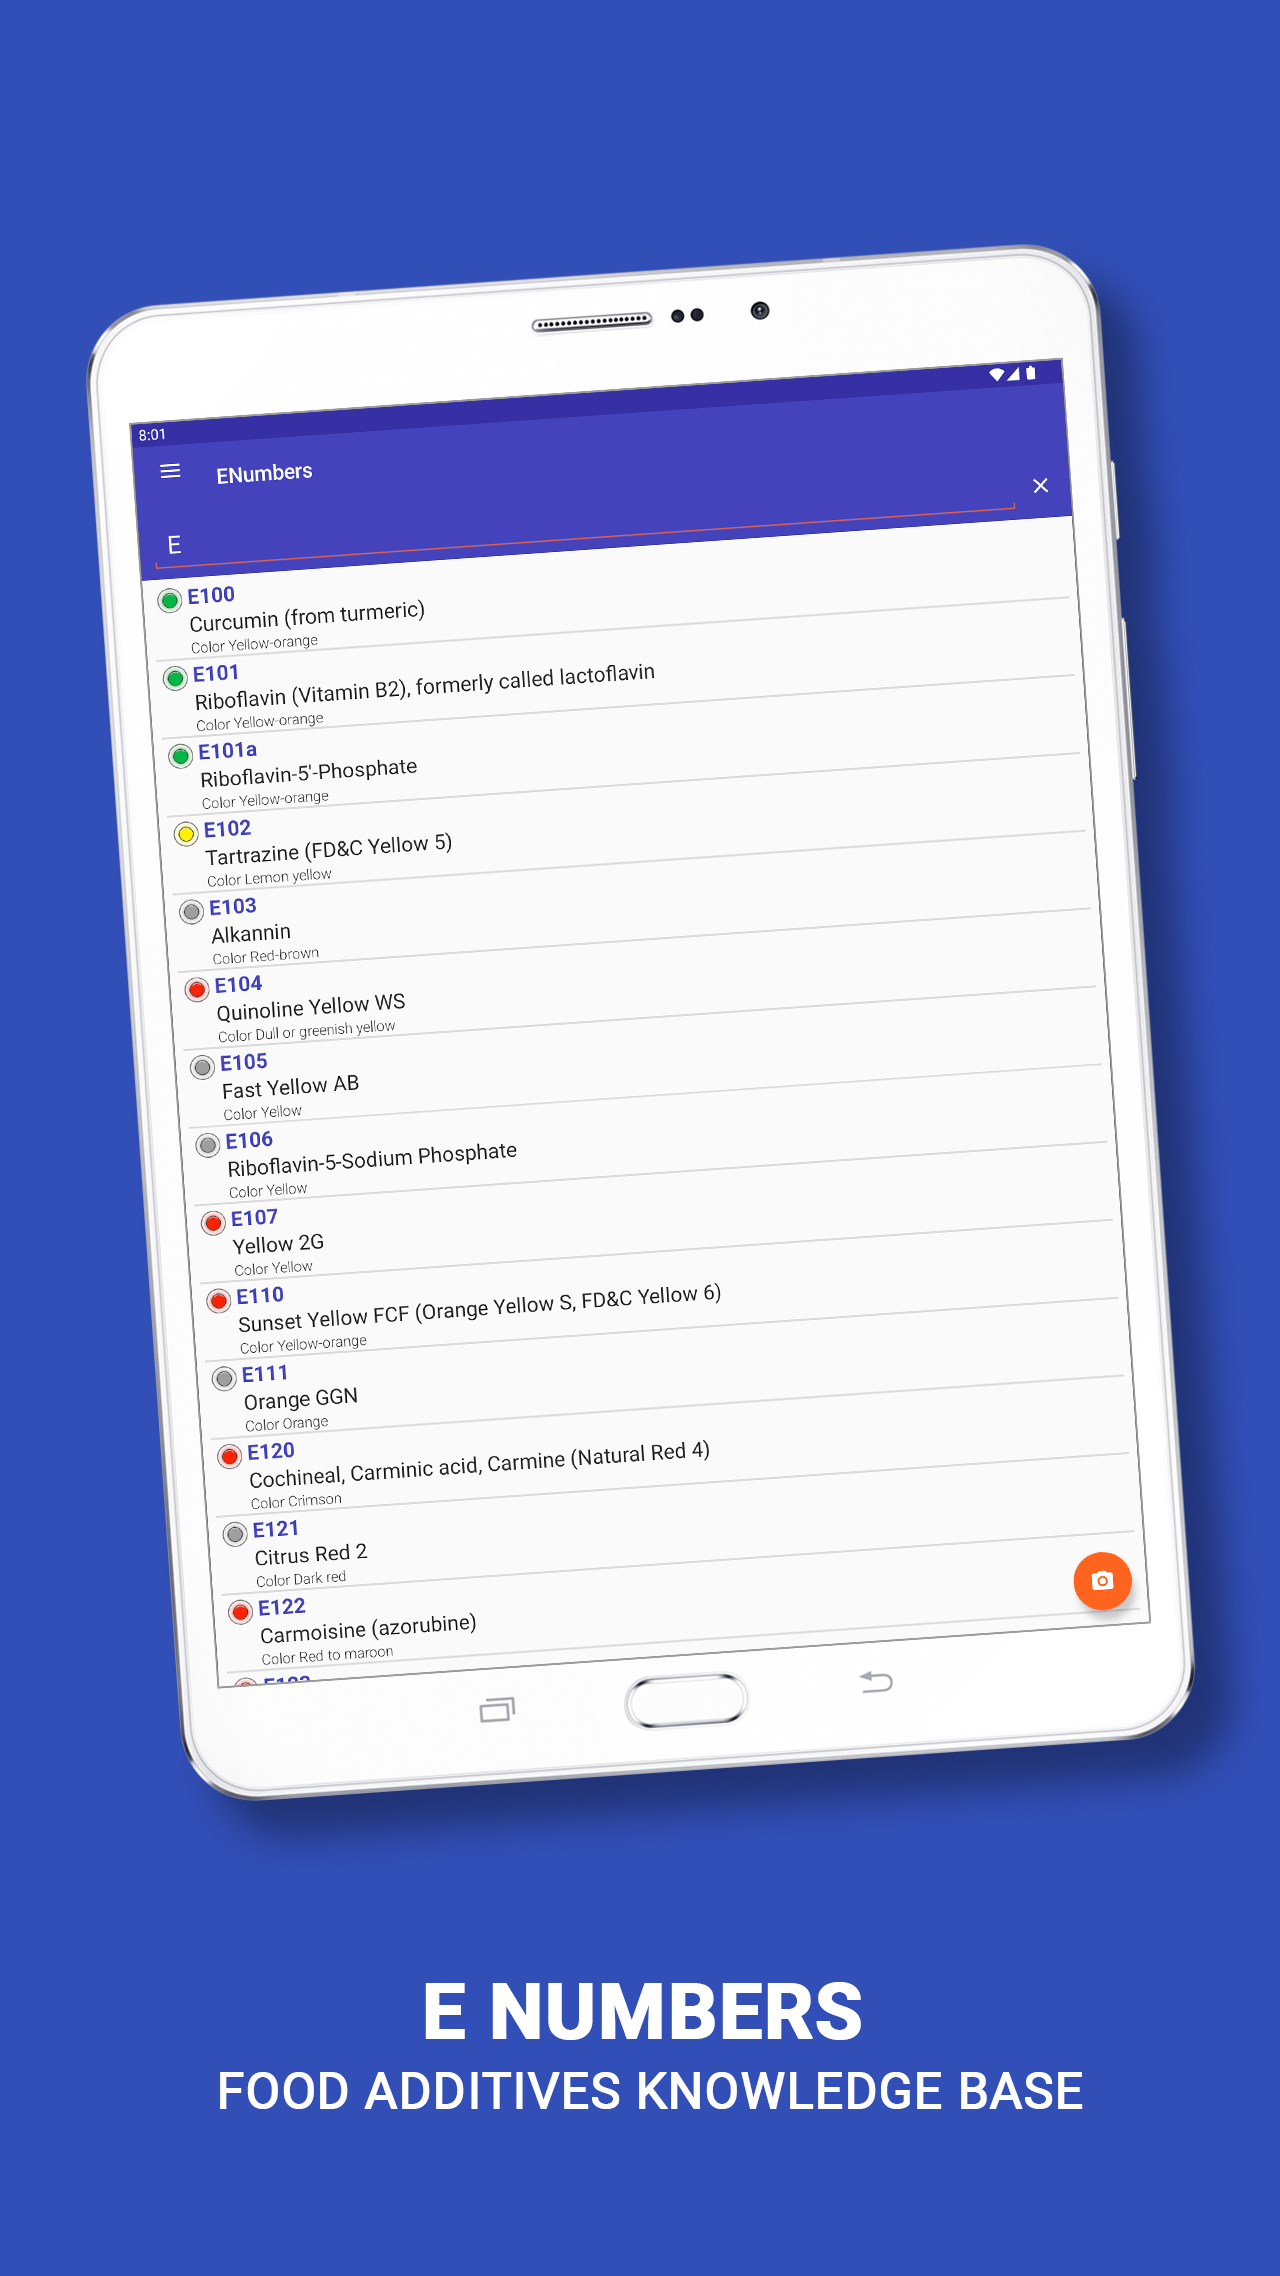 8:01
ENumbers
E
E100
Curcumin (from turmeric)
Color Yellow-orange
E101
Riboflavin (Vitamin B2), formerly called lactoflavin
Color Yellow-orange
E101a
Riboflavin-5'-Phosphate
Color Yellow-orange
E102
Tartrazine (FD&C Yellow 5)
Color Lemon yellow
E103
Alkannin
Color Red-brown
E104
Quinoline Yellow WS
Color Dull or greenish yellow
E105
Fast Yellow AB
Color Yellow
E106
Riboflavin-5-Sodium Phosphate
Color Yellow
E107
Yellow 2G
Color Yellow
E110
Sunset Yellow FCF (Orange Yellow S, FD&C Yellow 6)
Color Yellow-orange
E111
Orange GGN
Color Orange
E120
Cochineal, Carminic acid, Carmine (Natural Red 4)
Color Crimson
E121
Citrus Red 2
Color Dark red
E122
Carmoisine (azorubine)
Color Red to maroon
E NUMBERS
FOOD ADDITIVES KNOWLEDGE BASE